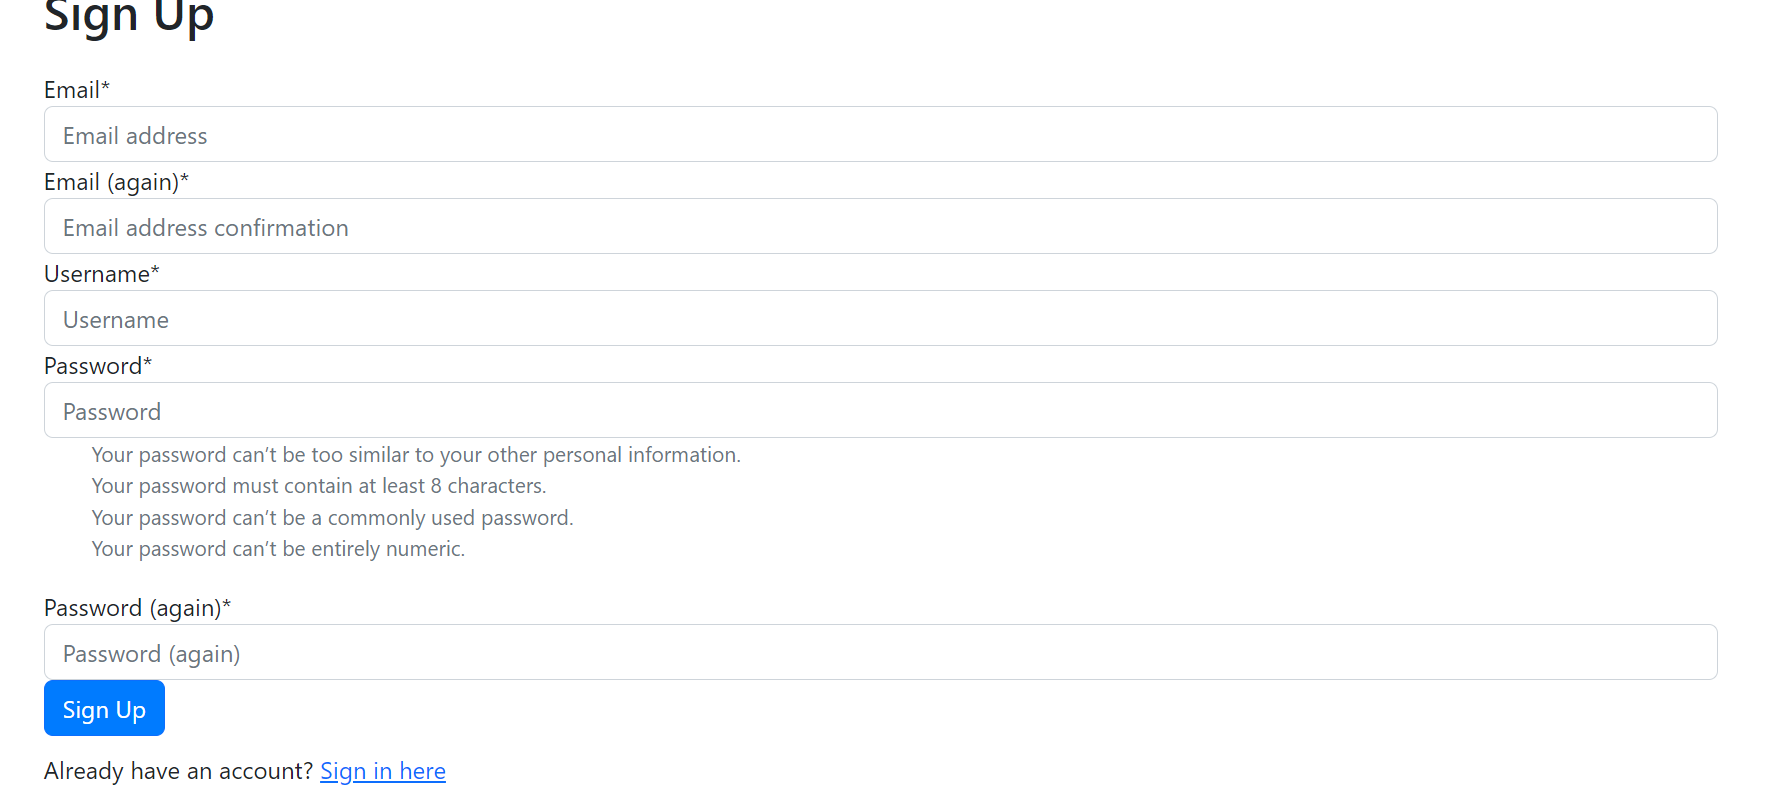 Sign Up
Email*
Email address
Email (again)*
Email address confirmation
Username*
Username
Password*
Password
Your password can’t be too similar to your other personal information.
Your password must contain at least 8 characters.
Your password can’t be a commonly used password.
Your password can’t be entirely numeric.
Password (again)*
Password (again)
Sign Up
Already have an account? Sign in here